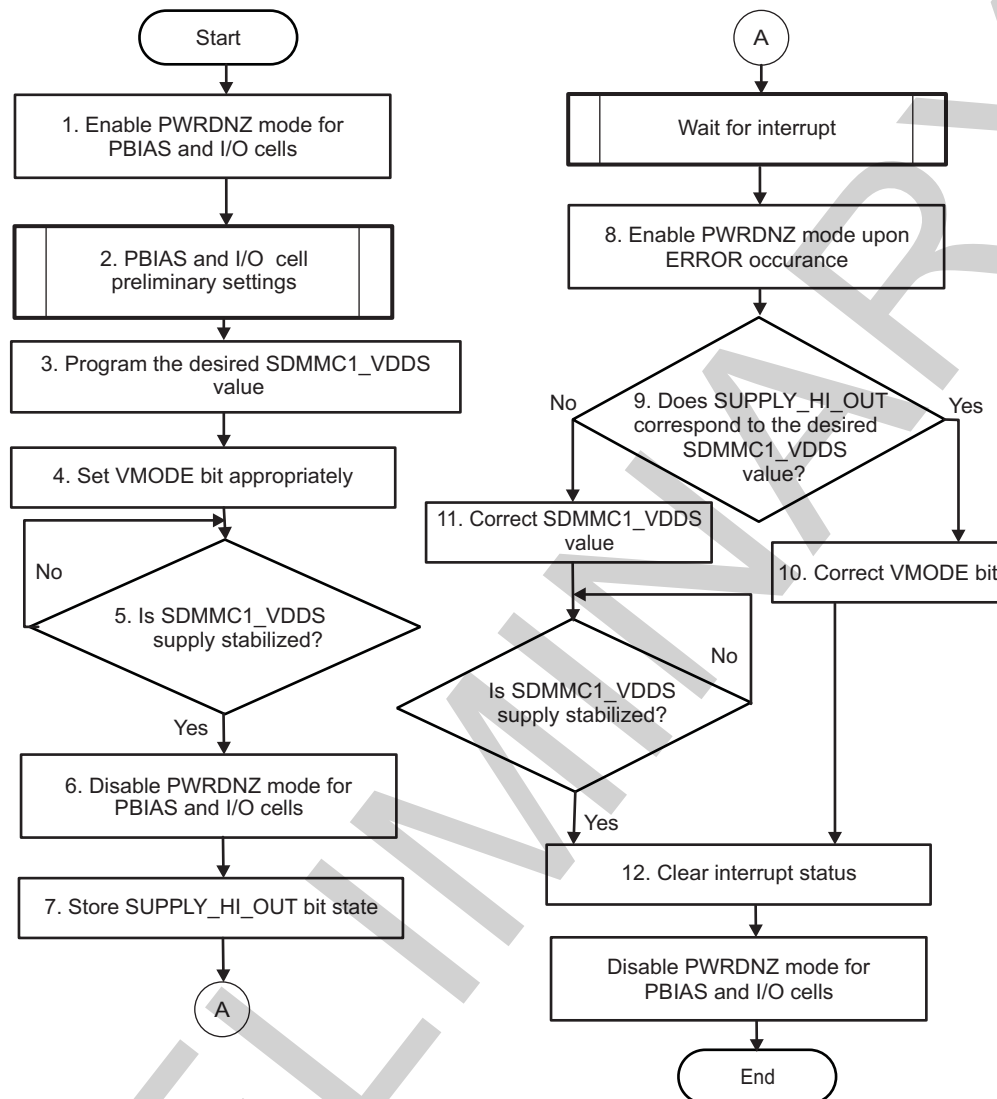 Start
1. Enable PWRDNZ mode for
PBIAS and I/O cells
2. PBIAS and I/O cell
preliminary settings
3. Program the desired SDMMC1_VDDS
value
4. Set VMODE bit appropriately
No
5. Is SDMMC1_VDDS
supply stabilized?
Yes
6. Disable PWRDNZ mode for
PBIAS and I/O cells
7. Store SUPPLY_HI_OUT bit state
A
A
Wait for interrupt
8. Enable PWRDNZ mode upon
ERROR occurance
No
9. Does SUPPLY_HI_OUT
correspond to the desired
SDMMC1_VDDS
value?
Yes
11. Correct SDMMC1_VDDS
value
10. Correct VMODE bit
No
Is SDMMC1_VDDS
supply stabilized?
Yes
12. Clear interrupt status
Disable PWRDNZ mode for
PBIAS and I/O cells
End